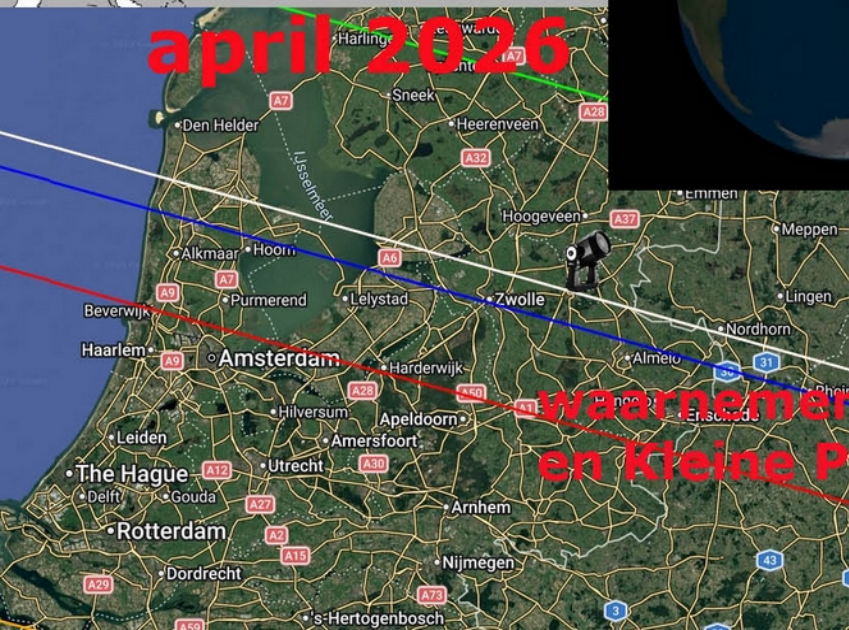 april 2026
Harlinge
A7
A7
Sneek
A28
Den Helder
Heerenveen
A32
IJsselmeer
Emmen
Hoogeveen
A37
Meppen
Alkmaar
Hoorn
A6
A7
A9
Purmerend
Lelystad
Zwolle
Lingen
Beverwijk
Nordhorn
Haarlem
A9
Amsterdam
Harderwijk
Almelo
31
A28
A50
A1
waarnemen
Hilversum
Apeldoorn
Enschede
Leiden
Amersfoort
en Kleine P
The Hague
A12
Utrecht
A30
Delft
Gouda
A27
Arnhem
Rotterdam
A2
A15
Nijmegen
43
A29
Dordrecht
A73
3
's-Hertogenbosch
A59